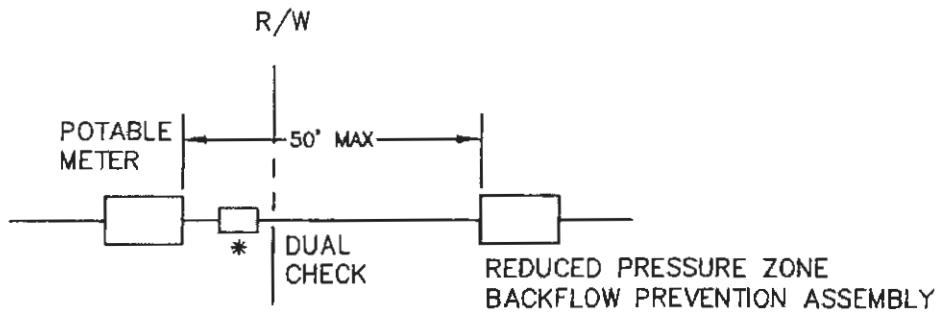 R/W
POTABLE
METER
50' MAX
*
DUAL
CHECK
REDUCED PRESSURE ZONE
BACKFLOW PREVENTION ASSEMBLY